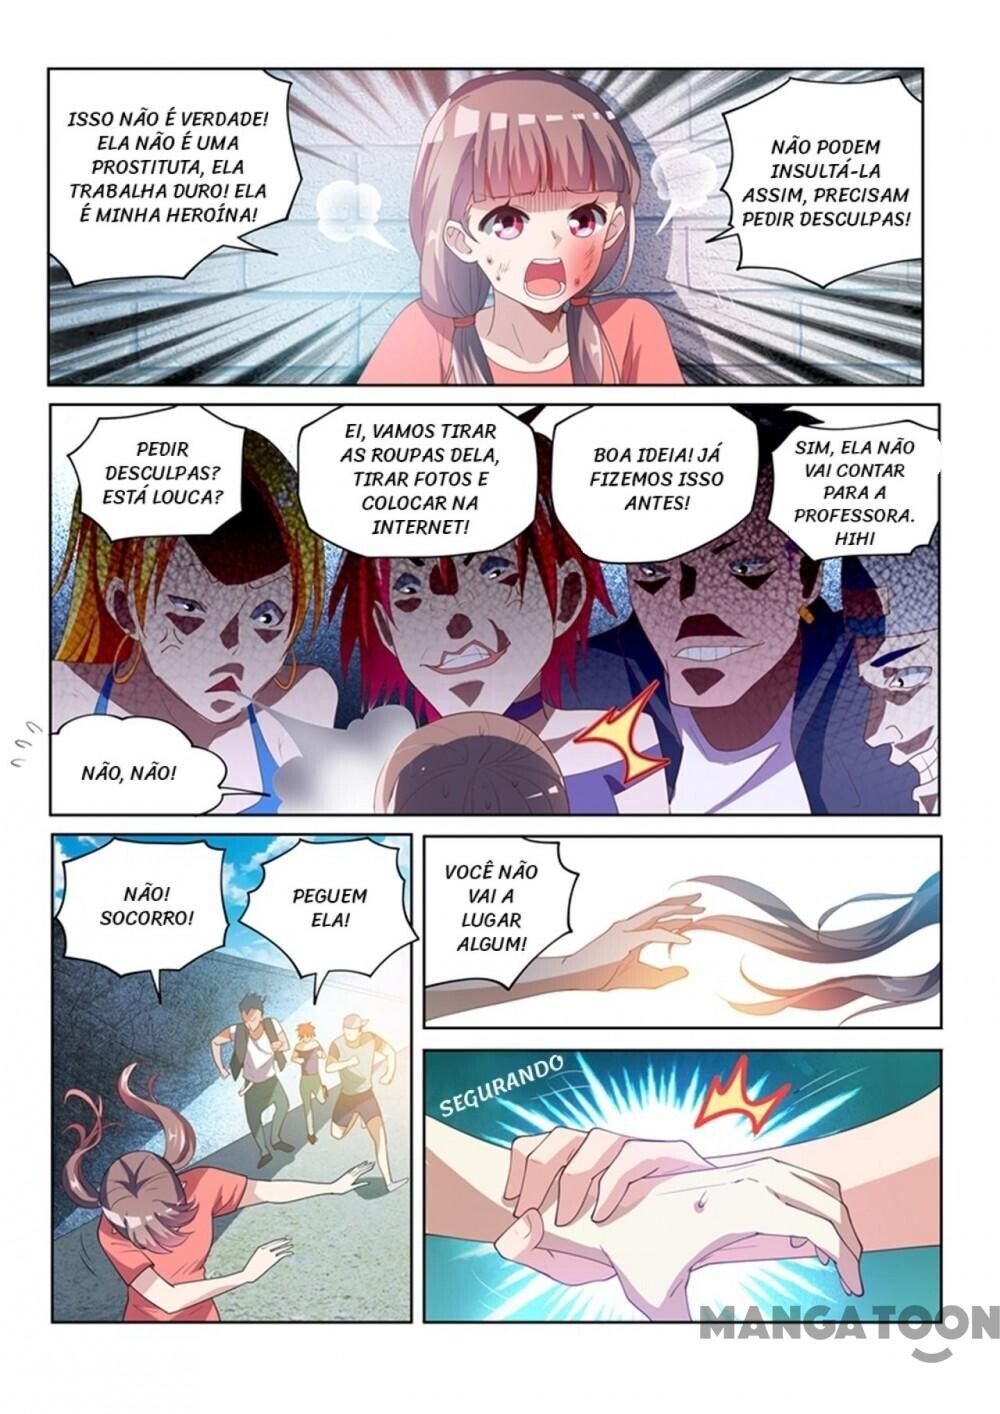 ISSO NÃO É VERDADE!
ELA NÃO É UMA
PROSTITUTA, ELA
TRABALHA DURO! ELA
É MINHA HEROÍNA!
NÃO PODEM
INSULTÁ-LA
ASSIM, PRECISAM
PEDIR DESCULPAS!
PEDIR
DESCULPAS?
ESTÁ LOUCA?
EI, VAMOS TIRAR
AS ROUPAS DELA,
TIRAR FOTOS E
COLOCAR NA
INTERNET!
BOA IDEIA! JÁ
FIZEMOS ISSO
ANTES!
SIM, ELA NÃO
VAI CONTAR
PARA A
PROFESSORA.
HIHI
NÃO, NÃO!
NÃO!
SOCORRO!
PEGUEM
ELA!
VOCÊ NÃO
VAI A
LUGAR
ALGUM!
SEGURANDO
MANGATOON